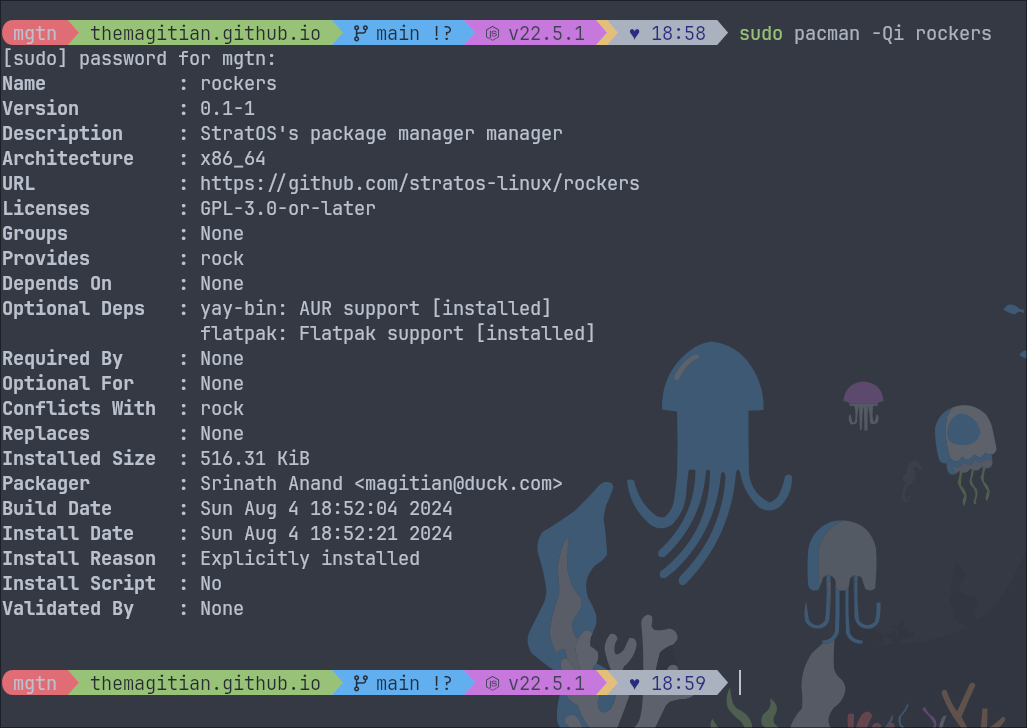 mgtn themagitian.github.io main !? v22.5.1 ♥ 18:58 sudo pacman -Qi rockers
[sudo] password for mgtn:
Name : rockers
Version : 0.1-1
Description : StratOS's package manager manager
Architecture : x86_64
URL : https://github.com/stratos-linux/rockers
Licenses : GPL-3.0-or-later
Groups : None
Provides : rock
Depends On : None
Optional Deps : yay-bin: AUR support [installed]
flatpak: Flatpak support [installed]
Required By : None
Optional For : None
Conflicts With : rock
Replaces : None
Installed Size : 516.31 KiB
Packager : Srinath Anand <magitian@duck.com>
Build Date : Sun Aug 4 18:52:04 2024
Install Date : Sun Aug 4 18:52:21 2024
Install Reason : Explicitly installed
Install Script : No
Validated By : None
mgtn themagitian.github.io main !? v22.5.1 ♥ 18:59